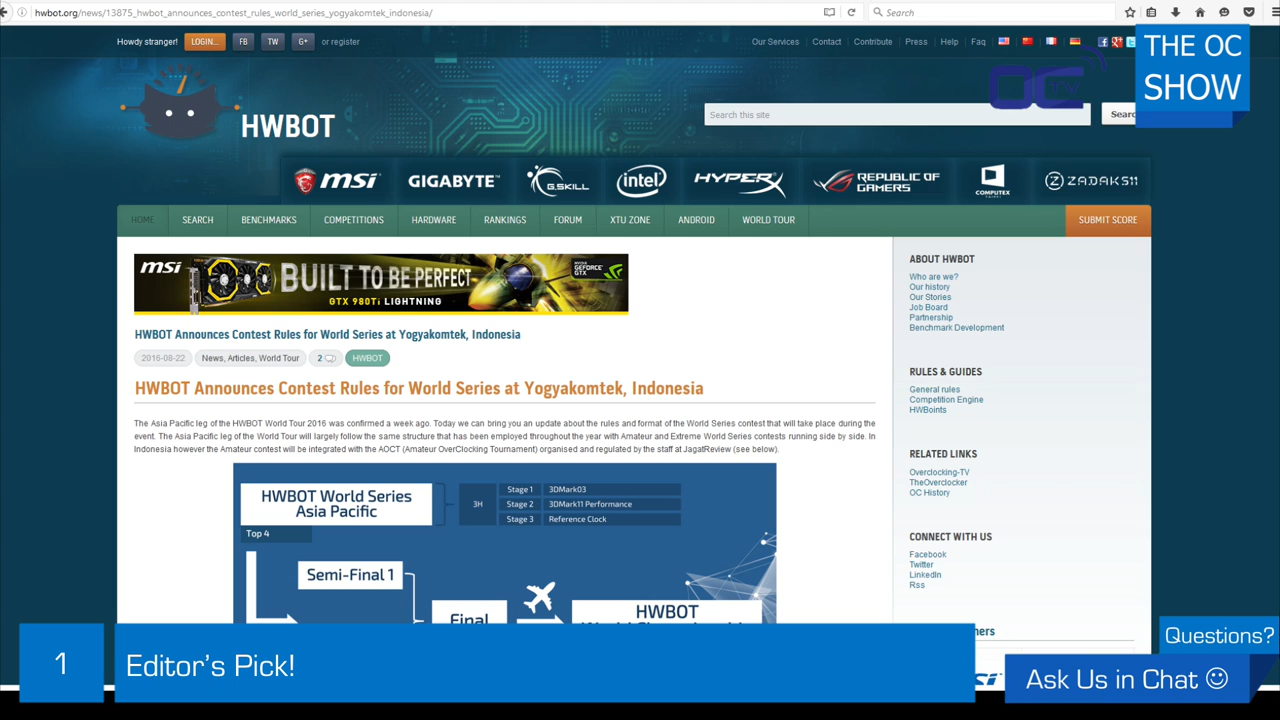 hwbot.org/news/13875_hwbot_announces_contest_rules_world_series_yogyakomtek_indonesia/
Search
Howdy stranger!
LOGIN...
FB
TW
G+
or register
Our Services
Contact
Contribute
Press
Help
Faq
THE OC
SHOW
HWBOT
Search this site
Searc
msi
GIGABYTE™
G.SKILL
intel
HYPERX
REPUBLIC OF
GAMERS
COMPUTEX
ZADAK511
HOME
SEARCH
BENCHMARKS
COMPETITIONS
HARDWARE
RANKINGS
FORUM
XTU ZONE
ANDROID
WORLD TOUR
SUBMIT SCORE
msi
BUILT TO BE PERFECT
GTX 980Ti LIGHTNING
GEFORCE
GTX
HWBOT Announces Contest Rules for World Series at Yogyakomtek, Indonesia
2016-08-22
News, Articles, World Tour
2
HWBOT
HWBOT Announces Contest Rules for World Series at Yogyakomtek, Indonesia
The Asia Pacific leg of the HWBOT World Tour 2016 was confirmed a week ago. Today we can bring you an update about the rules and format of the World Series contest that will take place during the
event. The Asia Pacific leg of the World Tour will largely follow the same structure that has been employed throughout the year with Amateur and Extreme World Series contests running side by side. In
Indonesia however the Amateur contest will be integrated with the AOCT (Amateur OverClocking Tournament) organised and regulated by the staff at JagatReview (see below).
HWBOT World Series
Asia Pacific
Top 4
3H
Stage 1 3DMark03
Stage 2 3DMark11 Performance
Stage 3 Reference Clock
Semi-Final 1
Final
HWBOT
ABOUT HWBOT
Who are we?
Our history
Our Stories
Job Board
Partnership
Benchmark Development
RULES & GUIDES
General rules
Competition Engine
HWBoints
RELATED LINKS
Overclocking-TV
TheOverclocker
OC History
CONNECT WITH US
Facebook
Twitter
LinkedIn
Rss
ners
1
Editor's Pick!
Questions?
Ask Us in Chat ☺